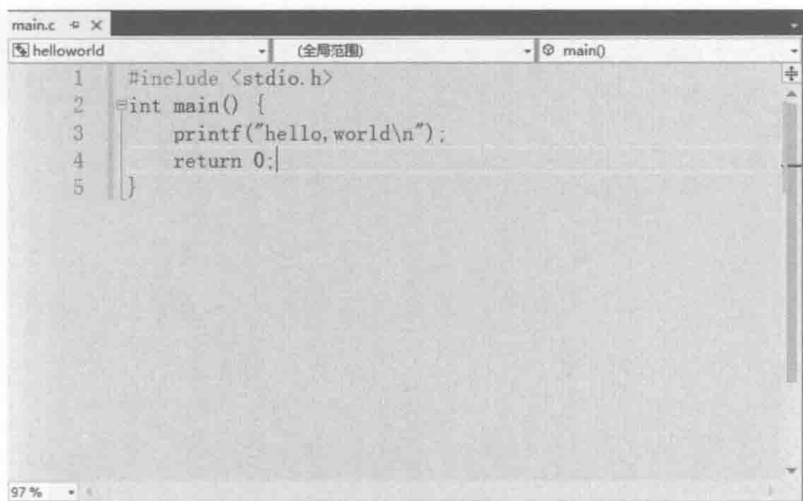 main.c
helloworld (全局范围) main()
1 #include <stdio.h>
2 int main() {
3 printf("hello,world\n");
4 return 0;
5 }
97 %